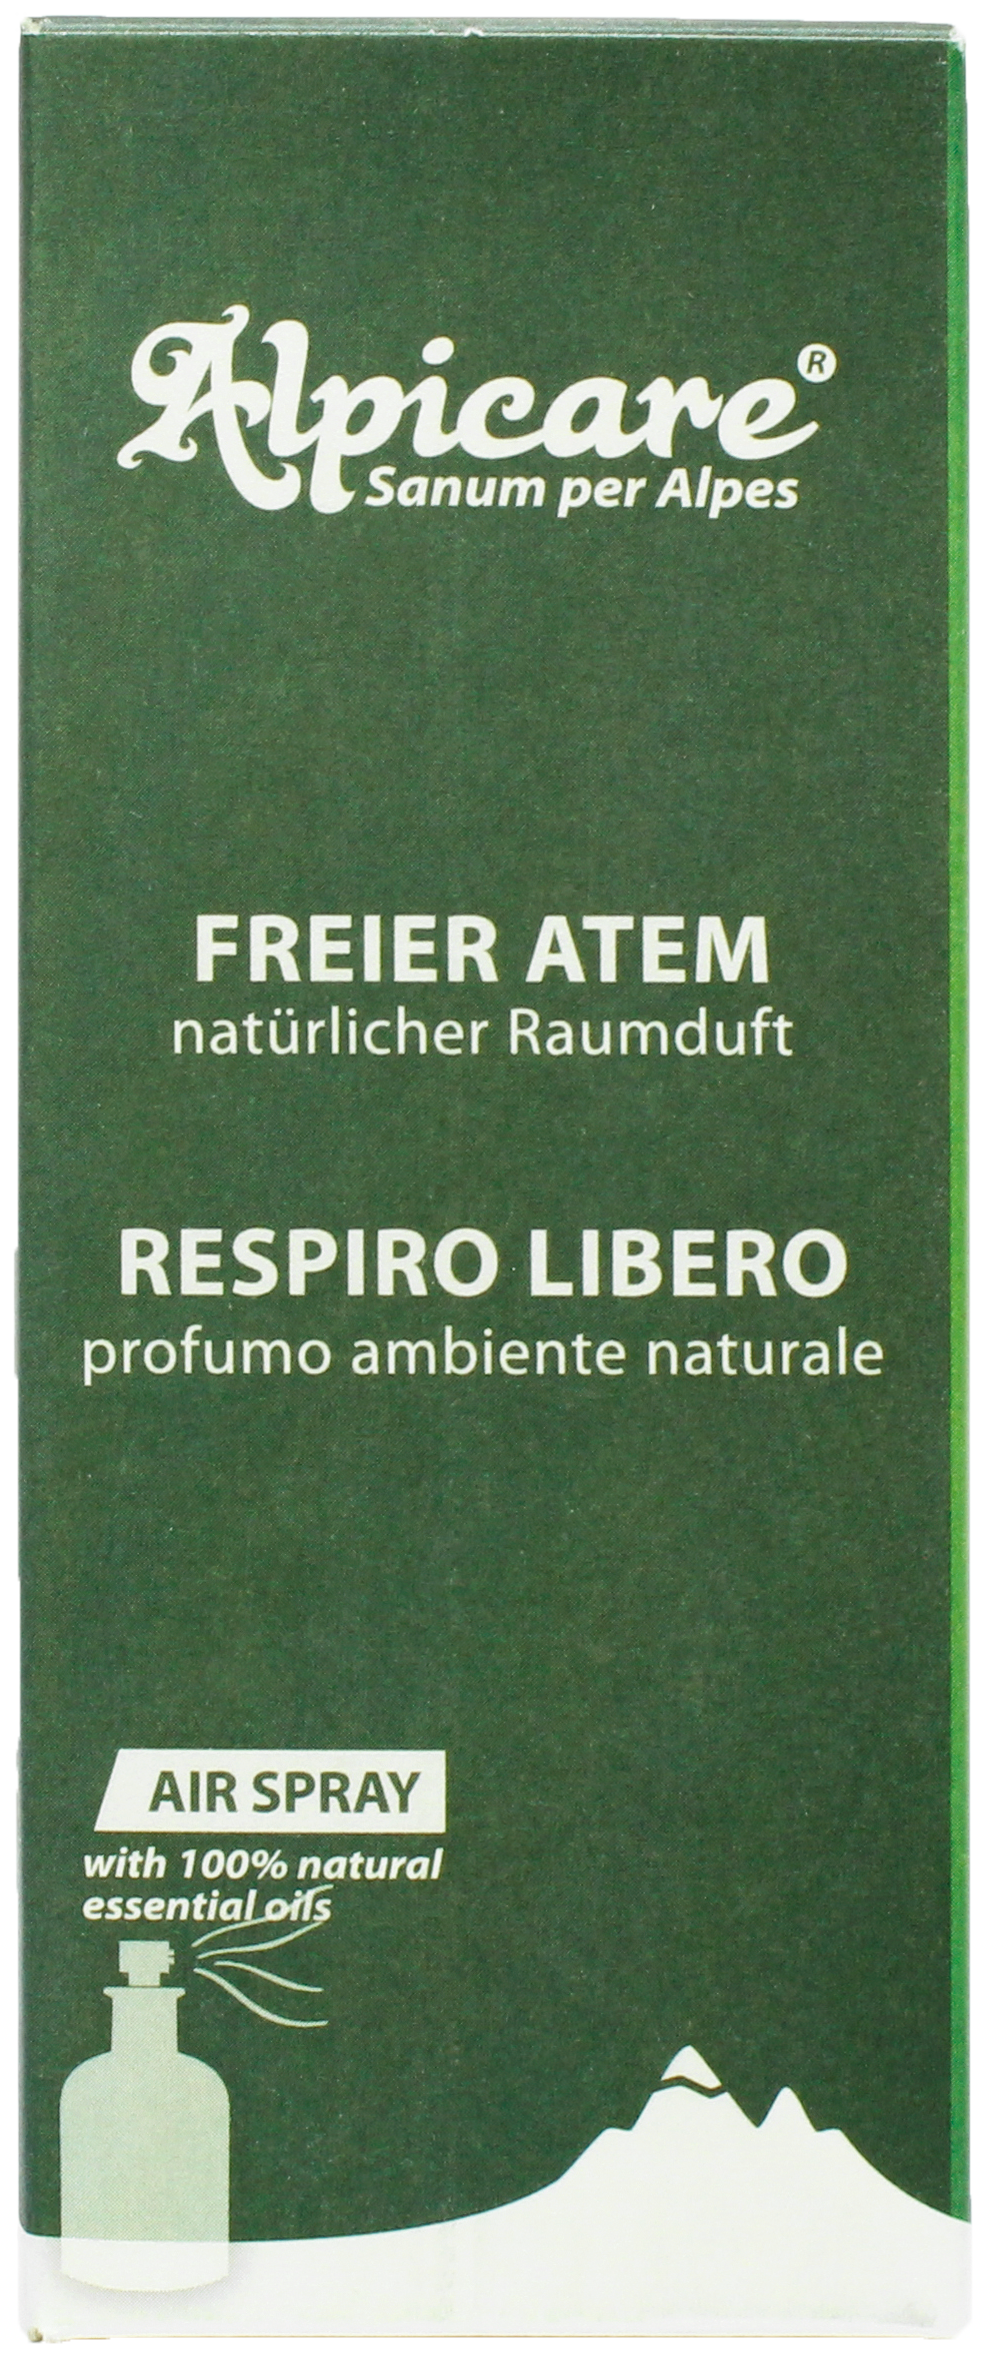 Alpicare®
Sanum per Alpes
FREIER ATEM
natürlicher Raumduft
RESPIRO LIBERO
profumo ambiente naturale
AIR SPRAY
with 100% natural
essential oils